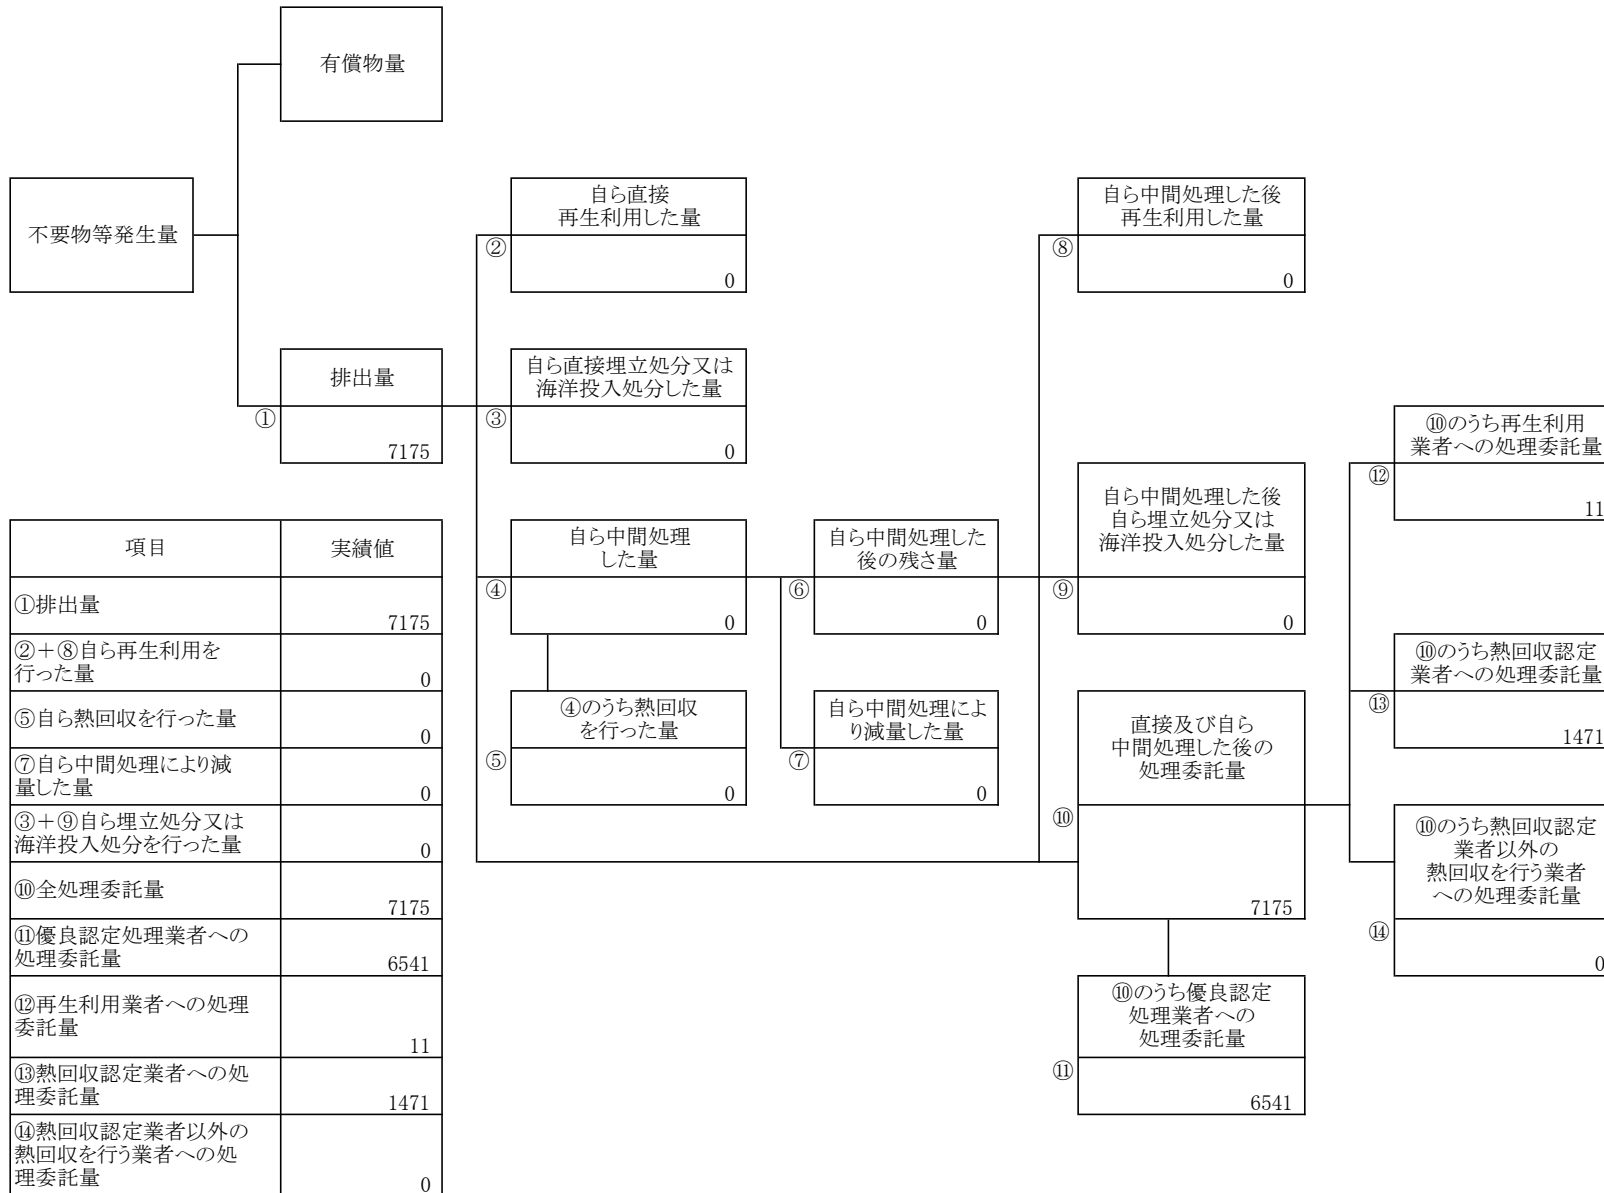 有償物量
不要物等発生量
自ら直接
再生利用した量
②
0
自ら中間処理した後
再生利用した量
⑧
0
排出量
①
7175
自ら直接埋立処分又は
海洋投入処分した量
③
0
⑩のうち再生利用
業者への処理委託量
⑫
11
自ら中間処理
した量
④
0
自ら中間処理した
後の残さ量
⑥
0
自ら中間処理した後
自ら埋立処分又は
海洋投入処分した量
⑨
0
⑩のうち熱回収認定
業者への処理委託量
⑬
1471
④のうち熱回収
を行った量
⑤
0
自ら中間処理によ
り減量した量
⑦
0
直接及び自ら
中間処理した後の
処理委託量
⑩
7175
⑩のうち熱回収認定
業者以外の
熱回収を行う業者
への処理委託量
⑭
0
⑩のうち優良認定
処理業者への
処理委託量
⑪
6541
項目
実績値
①排出量
7175
②＋⑧自ら再生利用を
行った量
0
⑤自ら熱回収を行った量
0
⑦自ら中間処理により減
量した量
0
③＋⑨自ら埋立処分又は
海洋投入処分を行った量
0
⑩全処理委託量
7175
⑪優良認定処理業者への
処理委託量
6541
⑫再生利用業者への処理
委託量
11
⑬熱回収認定業者への処
理委託量
1471
⑭熱回収認定業者以外の
熱回収を行う業者への処
理委託量
0